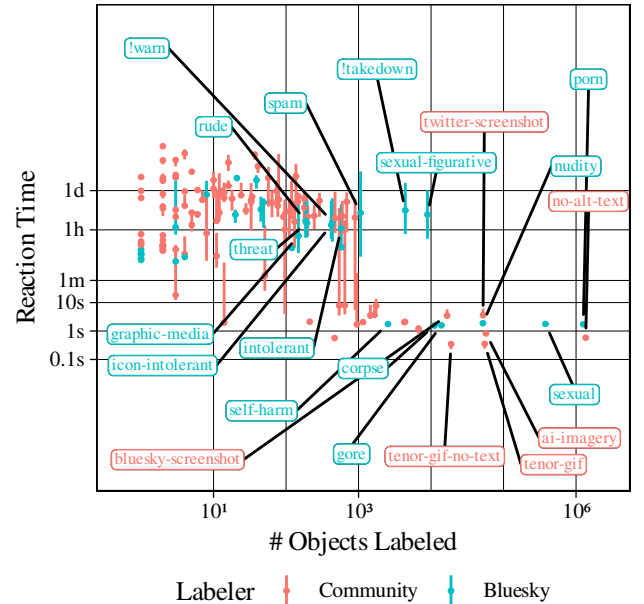 !warn
!takedown
porn
spam
rude
twitter-screenshot
sexual-figurative
nudity
no-alt-text
1d
1h
threat
1m
10s
graphic-media
1s
intolerant
icon-intolerant
corpse
0.1s
sexual
self-harm
ai-imagery
gore
bluesky-screenshot
tenor-gif-no-text
tenor-gif
Reaction Time
10¹ 10³ 10⁶
# Objects Labeled
Labeler Community Bluesky